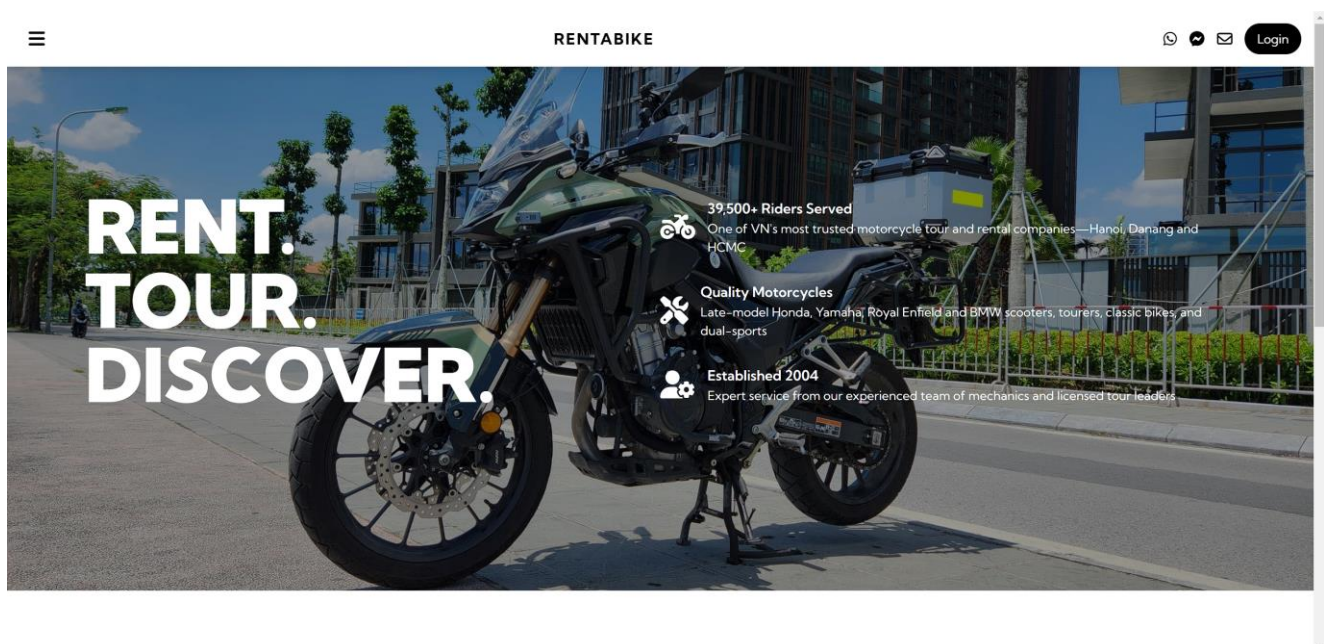 RENTABIKE
Login
RENT.
TOUR.
DISCOVER.
39,500+ Riders Served
One of VN's most trusted motorcycle tour and rental companies—Hanoi, Danang and
HCMC
Quality Motorcycles
Late-model Honda, Yamaha, Royal Enfield and BMW scooters, tourers, classic bikes, and
dual-sports
Established 2004
Expert service from our experienced team of mechanics and licensed tour leaders